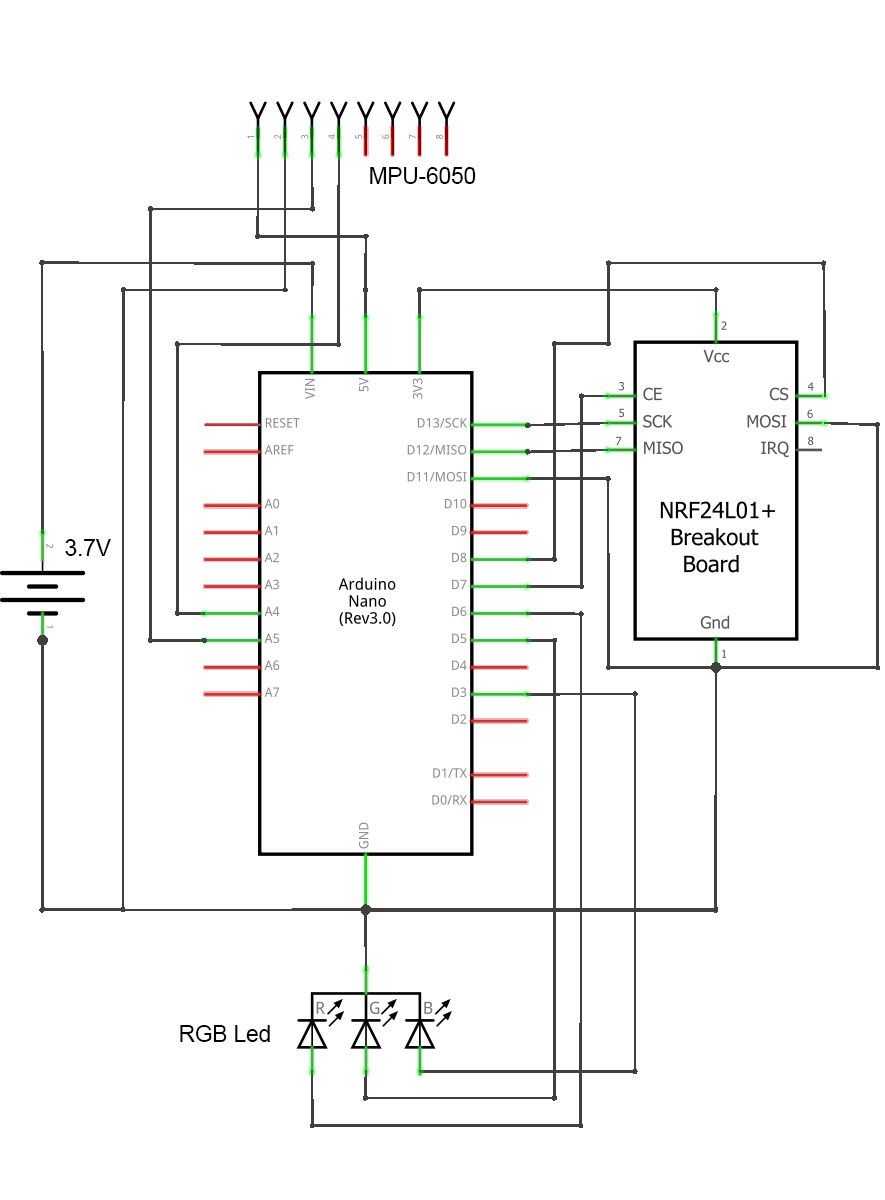 1 2 3 4 5 6 7 8
MPU-6050
VIN 5V 3V3
2
Vcc
RESET
AREF
A0
A1
A2
A3
A4
A5
A6
A7
D13/SCK
D12/MISO
D11/MOSI
D10
D9
D8
D7
D6
D5
D4
D3
D2
D1/TX
D0/RX
Arduino
Nano
(Rev3.0)
GND
3 CE
5 SCK
7 MISO
CS 4
MOSI 6
IRQ 8
NRF24L01+
Breakout
Board
Gnd
1
2
3.7V
1
R G B
RGB Led